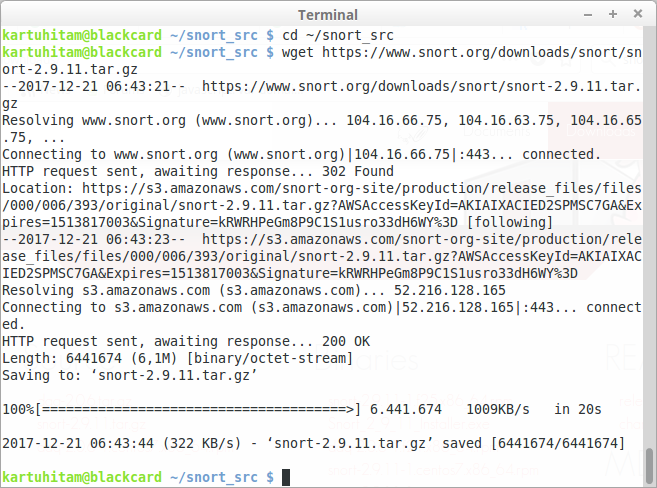 Terminal
kartuhitam@blackcard ~/snort_src $ cd ~/snort_src
kartuhitam@blackcard ~/snort_src $ wget https://www.snort.org/downloads/snort/sn
ort-2.9.11.tar.gz
--2017-12-21 06:43:21--  https://www.snort.org/downloads/snort/snort-2.9.11.tar.
gz
Resolving www.snort.org (www.snort.org)... 104.16.66.75, 104.16.63.75, 104.16.65
.75, ...
Connecting to www.snort.org (www.snort.org)|104.16.66.75|:443... connected.
HTTP request sent, awaiting response... 302 Found
Location: https://s3.amazonaws.com/snort-org-site/production/release_files/files
/000/006/393/original/snort-2.9.11.tar.gz?AWSAccessKeyId=AKIAIXACIED2SPMSC7GA&Ex
pires=1513817003&Signature=kRWRHPeGm8P9C1S1usro33dH6WY%3D [following]
--2017-12-21 06:43:23--  https://s3.amazonaws.com/snort-org-site/production/rele
ase_files/files/000/006/393/original/snort-2.9.11.tar.gz?AWSAccessKeyId=AKIAIXAC
IED2SPMSC7GA&Expires=1513817003&Signature=kRWRHPeGm8P9C1S1usro33dH6WY%3D
Resolving s3.amazonaws.com (s3.amazonaws.com)... 52.216.128.165
Connecting to s3.amazonaws.com (s3.amazonaws.com)|52.216.128.165|:443... connect
ed.
HTTP request sent, awaiting response... 200 OK
Length: 6441674 (6,1M) [binary/octet-stream]
Saving to: ‘snort-2.9.11.tar.gz’
100%[======================================>] 6.441.674   1009KB/s   in 20s
2017-12-21 06:43:44 (322 KB/s) - ‘snort-2.9.11.tar.gz’ saved [6441674/6441674]
kartuhitam@blackcard ~/snort_src $